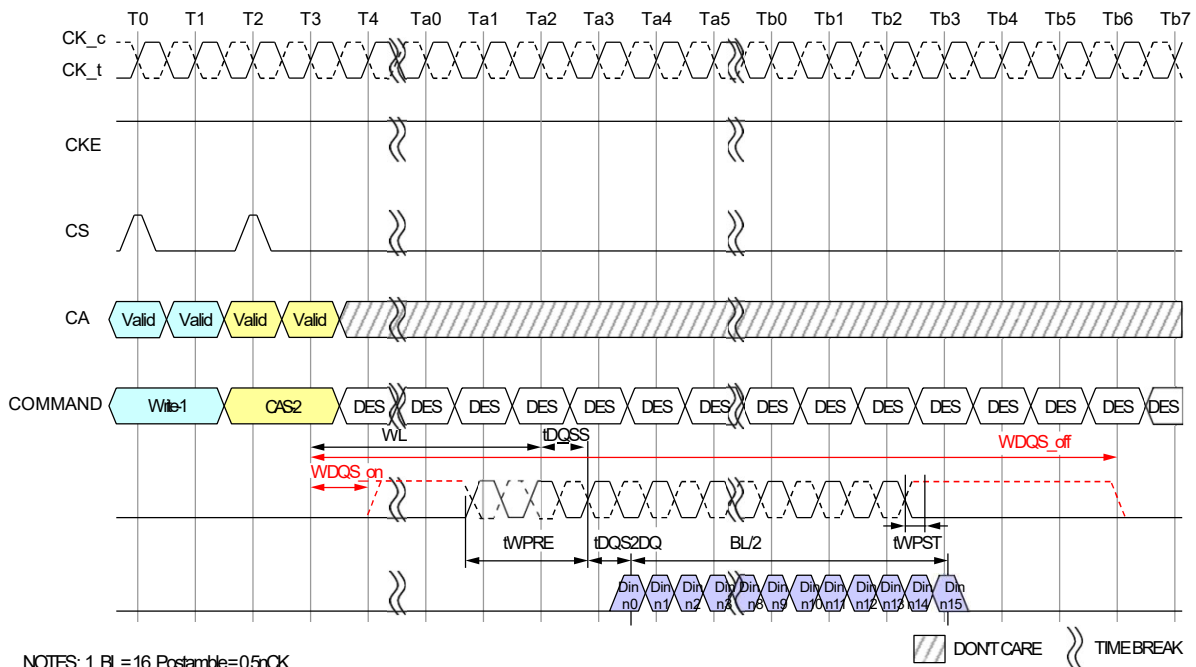 T0 T1 T2 T3 T4 Ta0 Ta1 Ta2 Ta3 Ta4 Ta5 Tb0 Tb1 Tb2 Tb3 Tb4 Tb5 Tb6 Tb7
CK_c
CK_t
CKE
CS
CA Valid Valid Valid Valid
COMMAND Write-1 CAS-2 DES DES DES DES DES DES DES DES DES DES DES DES DES DES DES
WL tDQSS
WDQS_off
WDQS_on
tWPRE tDQS2DQ BL/2 tWPST
Din Din Din Din Din Din Din Din Din Din Din Din
n0 n1 n2 n3 n8 n9 n10 n11 n12 n13 n14 n15
DON'T CARE TIME BREAK
NOTES: 1. BL = 16, Postamble = 0.5nCK